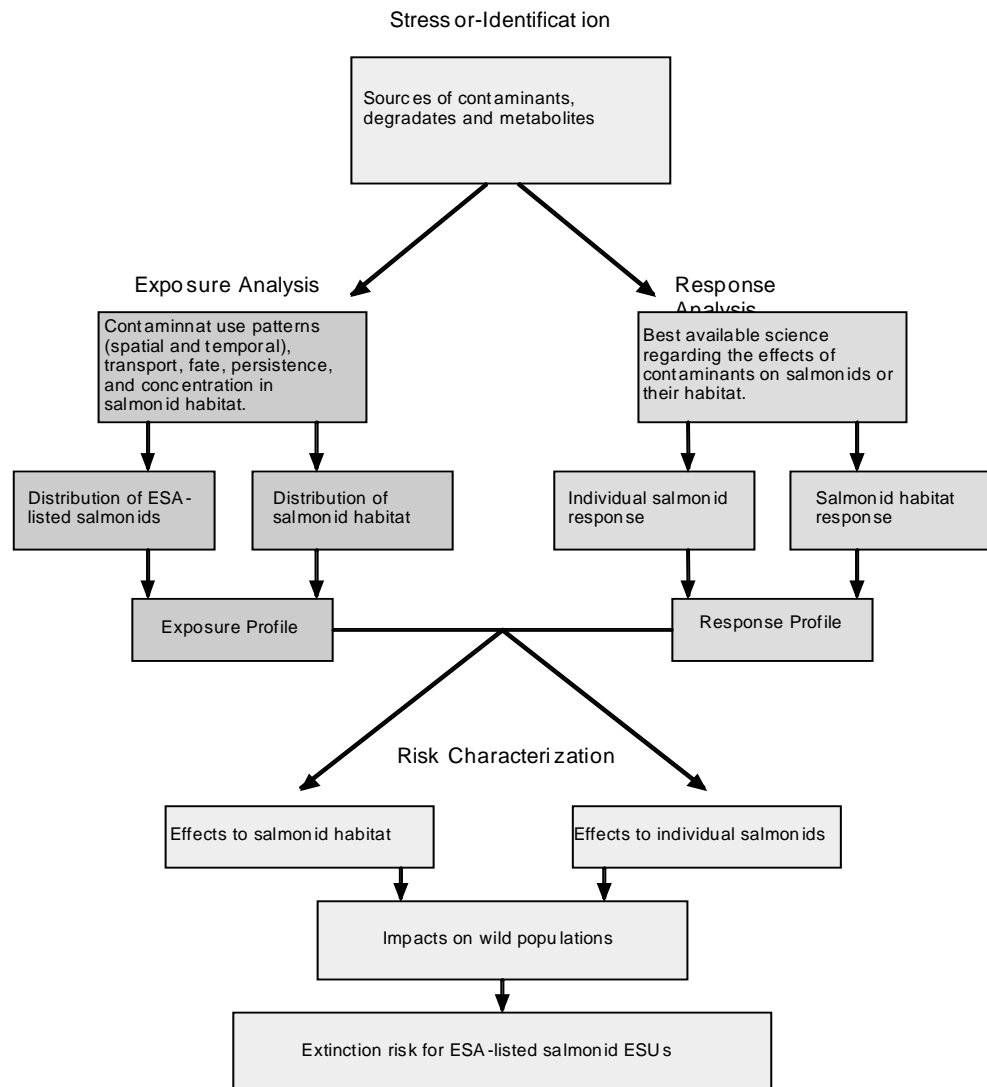 Stressor-Identification
Sources of contaminants,
degradates and metabolites
Exposure Analysis
Contaminnat use patterns
(spatial and temporal),
transport, fate, persistence,
and concentration in
salmonid habitat.
Distribution of ESA-
listed salmonids
Distribution of
salmonid habitat
Exposure Profile
Response
Analysis
Best available science
regarding the effects of
contaminants on salmonids or
their habitat.
Individual salmonid
response
Salmonid habitat
response
Response Profile
Risk Characterization
Effects to salmonid habitat
Effects to individual salmonids
Impacts on wild populations
Extinction risk for ESA-listed salmonid ESUs